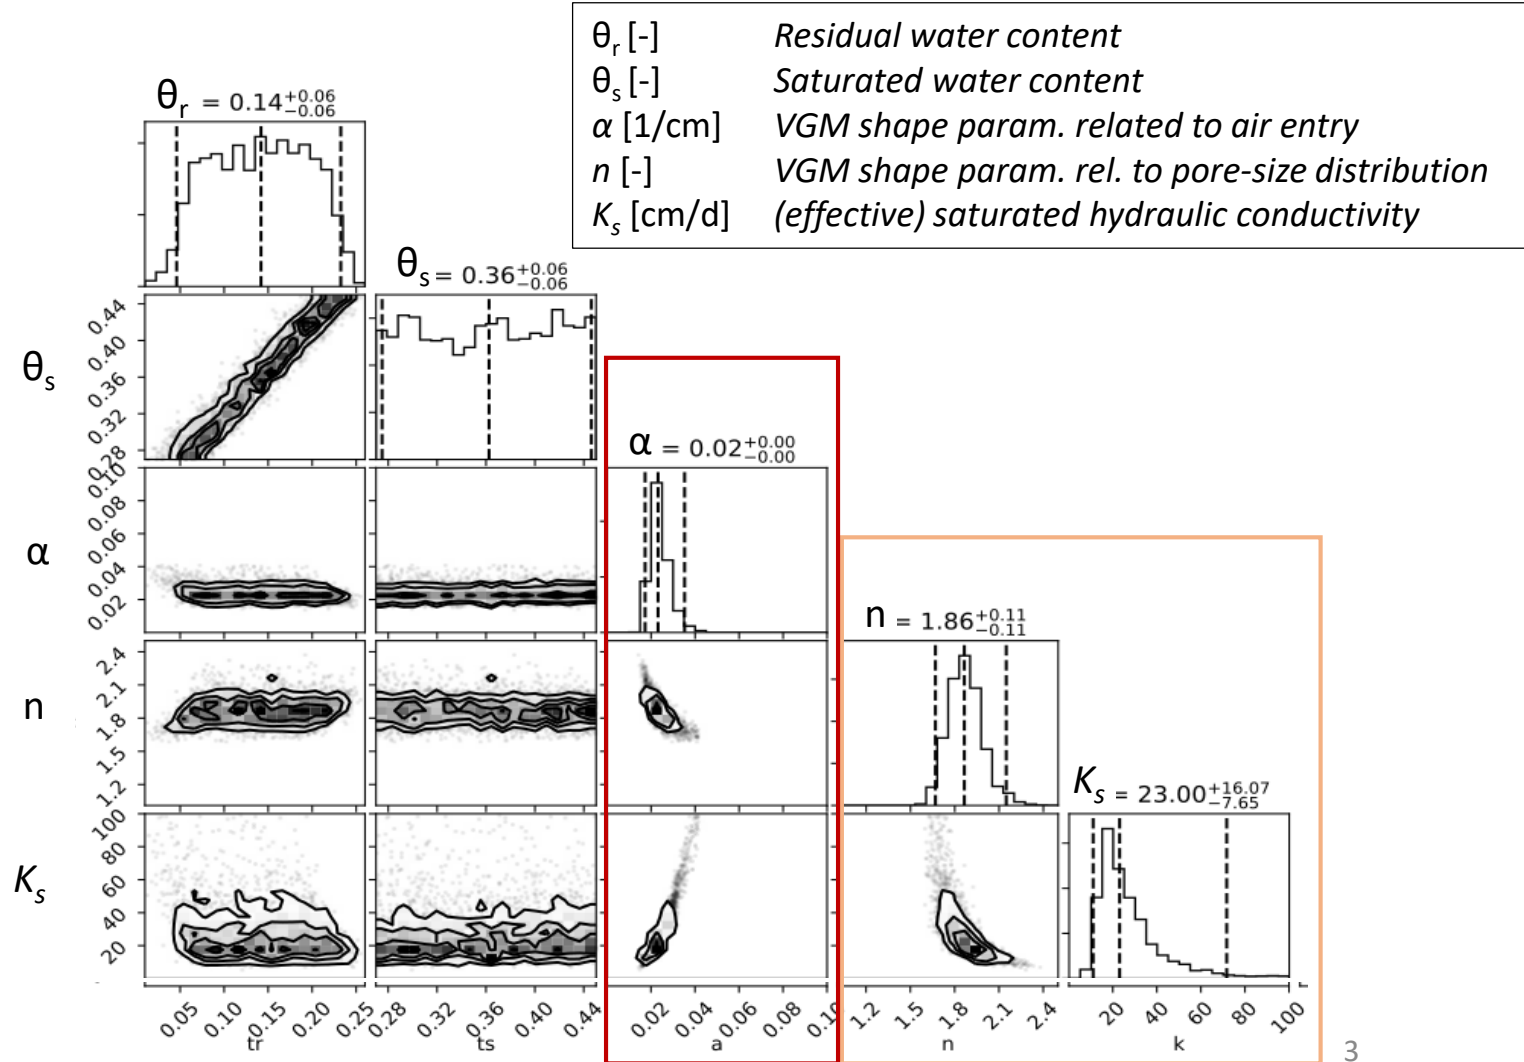 θr [-] Residual water content
θs [-] Saturated water content
α [1/cm] VGM shape param. related to air entry
n [-] VGM shape param. rel. to pore-size distribution
Ks [cm/d] (effective) saturated hydraulic conductivity
θr = 0.14 +0.06 −0.06
θs = 0.36 +0.06 −0.06
θs
0.44
0.40
0.36
0.32
0.28
α = 0.02 +0.00 −0.00
α
0.10
0.08
0.06
0.04
0.02
n = 1.86 +0.11 −0.11
n
2.4
2.1
1.8
1.5
1.2
Ks = 23.00 +16.07 −7.65
Ks
100
80
60
40
20
0.05 0.10 0.15 0.20 0.25
0.28 0.32 0.36 0.40 0.44
0.02 0.04 0.06 0.08 0.10
1.2 1.5 1.8 2.1 2.4
20 40 60 80 100
tr ts a n k
3